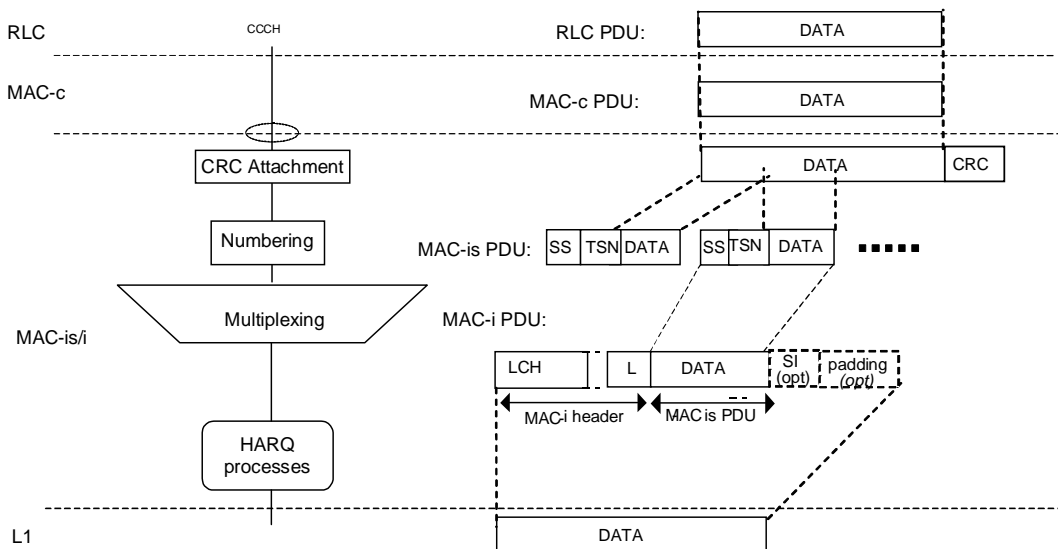 RLC CCCH RLC PDU: DATA
MAC-c MAC-c PDU: DATA
CRC Attachment DATA CRC
Numbering MAC-is PDU: SS TSN DATA SS TSN DATA
Multiplexing MAC-i PDU:
MAC-is/i
LCH L DATA SI (opt) padding (opt)
MAC-i header MAC-is PDU
HARQ
processes
L1 DATA